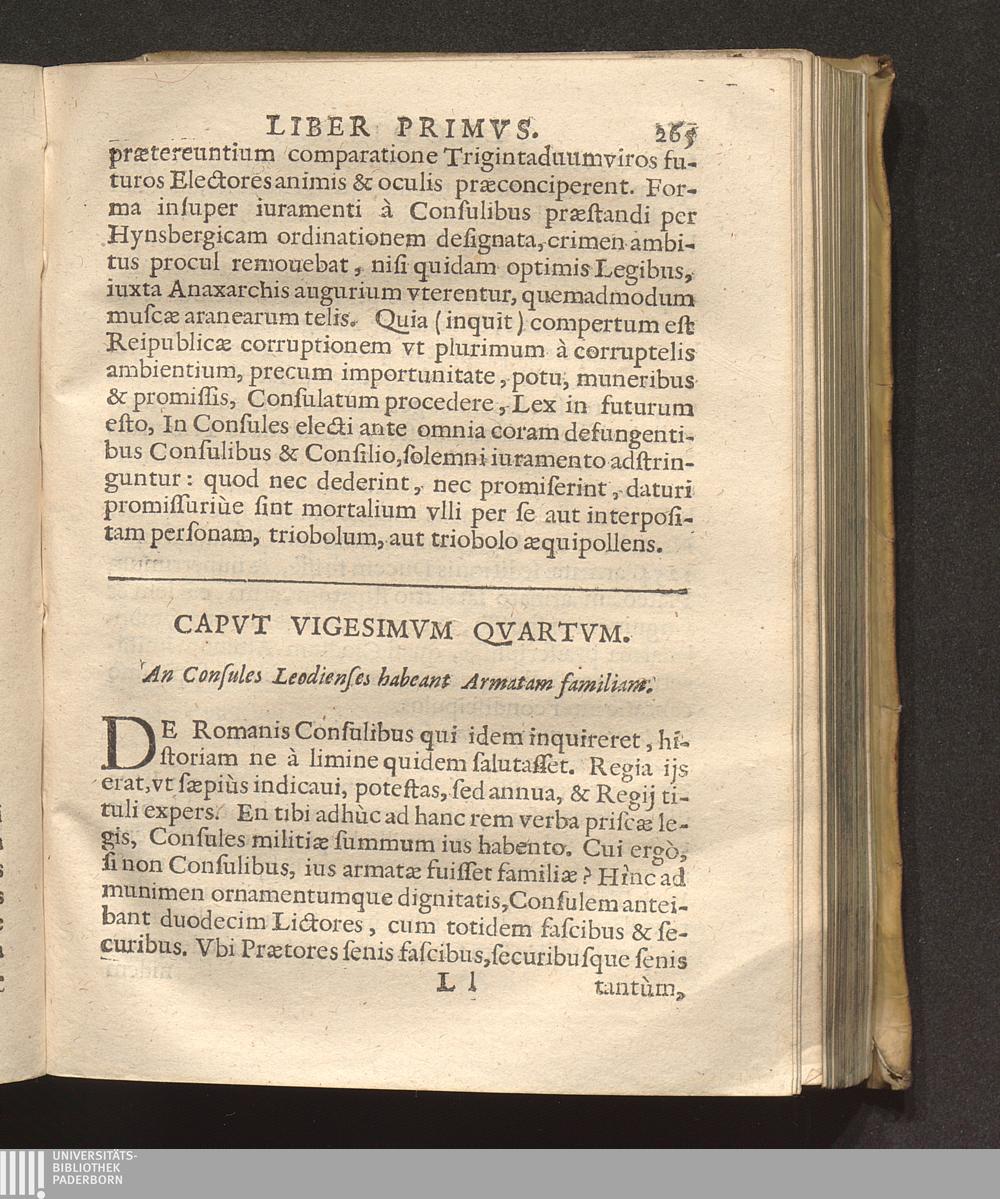 LIBER PRIMVS. 265
prætereuntium comparatione Trigintaduumviros fu-
turos Electores animis & oculis præconciperent. For-
ma inſuper iuramenti à Conſulibus præſtandi per
Hynsbergicam ordinationem deſignata, crimen ambi-
tus procul remouebat, niſi quidam optimis Legibus,
iuxta Anaxarchis augurium vterentur, quemadmodum
muſcæ aranearum telis. Quia (inquit) compertum eſt
Reipublicæ corruptionem vt plurimum à corruptelis
ambientium, precum importunitate, potu, muneribus
& promiſſis, Conſulatum procedere, Lex in futurum
eſto, In Conſules electi ante omnia coram defungenti-
bus Conſulibus & Conſilio, ſolemni iuramento adſtrin-
guntur: quod nec dederint, nec promiſerint, daturi
promiſſuriùe ſint mortalium vlli per ſe aut interpoſi-
tam perſonam, triobolum, aut triobolo æquipollens.
CAPVT VIGESIMVM QVARTVM.
An Conſules Leodienſes habeant Armatam familiam.
DE Romanis Conſulibus qui idem inquireret, hi-
ſtoriam ne à limine quidem ſalutaſſet. Regia ijs
erat, vt ſæpiùs indicaui, poteſtas, ſed annua, & Regij ti-
tuli expers. En tibi adhùc ad hanc rem verba priſcæ le-
gis, Conſules militiæ ſummum ius habento. Cui ergò,
ſi non Conſulibus, ius armatæ fuiſſet familiæ? Hìnc ad
munimen ornamentumque dignitatis, Conſulem antei-
bant duodecim Lictores, cum totidem faſcibus & ſe-
curibus. Vbi Prætores ſenis faſcibus, ſecuribuſque ſenis
L l tantùm,
UNIVERSITÄTS-
BIBLIOTHEK
PADERBORN